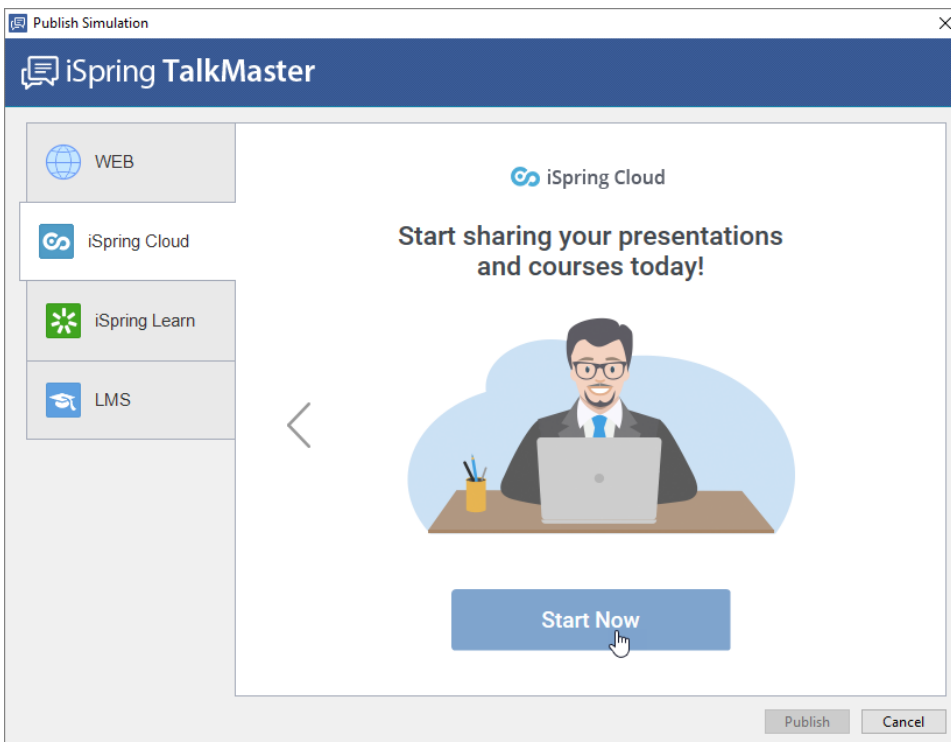 Publish Simulation
iSpring TalkMaster
WEB
iSpring Cloud
iSpring Learn
LMS
iSpring Cloud
Start sharing your presentations
and courses today!
Start Now
Publish
Cancel